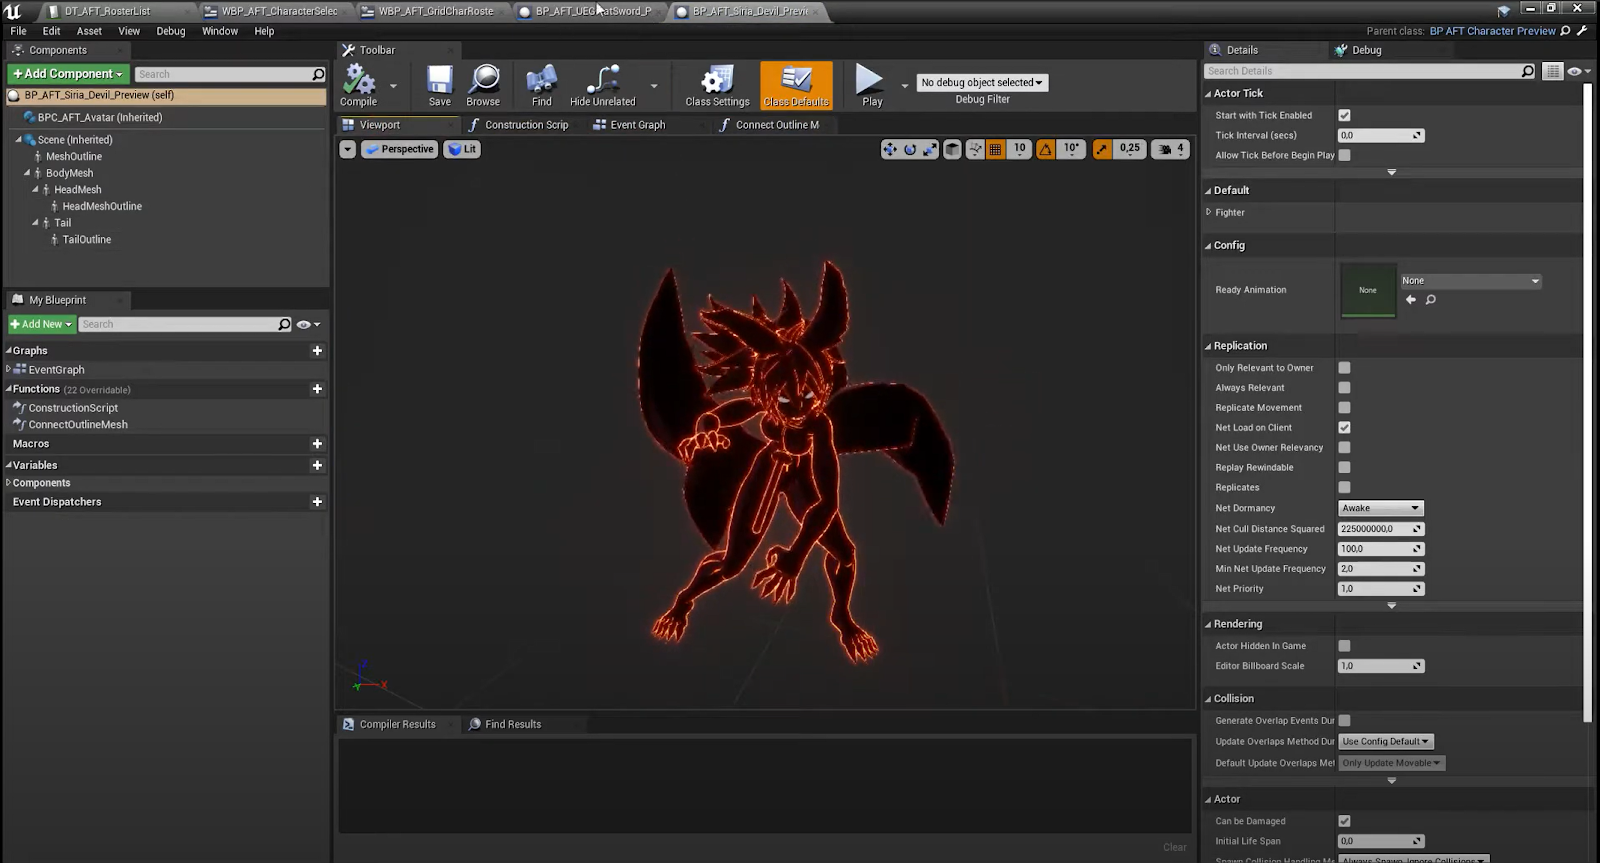 DT_AFT_RosterList
WBP_AFT_CharacterSelec
WBP_AFT_GridCharRoste
BP_AFT_Siria_Devil_Previe
File Edit Asset View Debug Window Help
Parent class: BP AFT Character Preview
Components
+ Add Component
Search
BP_AFT_Siria_Devil_Preview (self)
BPC_AFT_Avatar (Inherited)
Scene (Inherited)
MeshOutline
BodyMesh
HeadMesh
HeadMeshOutline
Tail
TailOutline
My Blueprint
+ Add New
Search
Graphs
EventGraph
Functions (22 Overridable)
ConstructionScript
ConnectOutlineMesh
Macros
Variables
Components
Event Dispatchers
Toolbar
Compile
Save
Browse
Find
Hide Unrelated
Class Settings
Class Defaults
Play
No debug object selected
Debug Filter
Viewport
Construction Scrip
Event Graph
Connect Outline M
Perspective
Lit
10
10°
0,25
4
Z
X
Y
Compiler Results
Find Results
Clear
Details
Debug
Search Details
Actor Tick
Start with Tick Enabled
Tick Interval (secs) 0,0
Allow Tick Before Begin Play
Default
Fighter
Config
Ready Animation
None
None
Replication
Only Relevant to Owner
Always Relevant
Replicate Movement
Net Load on Client
Net Use Owner Relevancy
Replay Rewindable
Replicates
Net Dormancy Awake
Net Cull Distance Squared 225000000,0
Net Update Frequency 100,0
Min Net Update Frequency 2,0
Net Priority 1,0
Rendering
Actor Hidden In Game
Editor Billboard Scale 1,0
Collision
Generate Overlap Events Dur
Update Overlaps Method Dur Use Config Default
Default Update Overlaps Met Only Update Movable
Actor
Can be Damaged
Initial Life Span 0,0
Spawn Collision Handling Me Always Spawn, Ignore Collisions